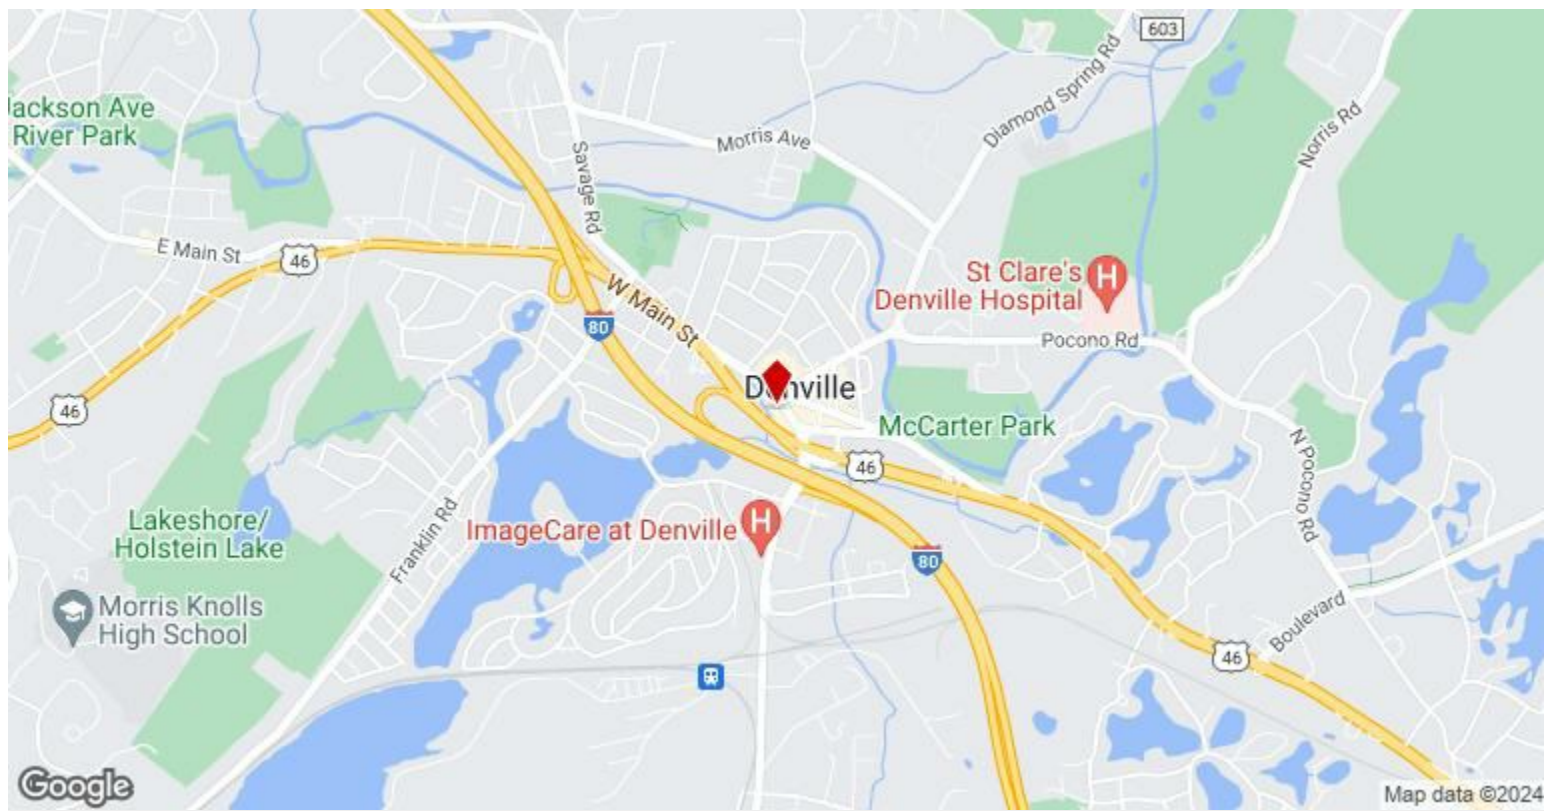 603
Jackson Ave
River Park
Diamond Spring Rd
Norris Rd
Morris Ave
Savage Rd
E Main St
46
St Clare's
Denville Hospital
H
W Main St
80
Pocono Rd
Denville
46
McCarter Park
46
N Pocono Rd
Lakeshore/
Holstein Lake
Franklin Rd
ImageCare at Denville
H
80
Morris Knolls
High School
Boulevard
46
Google
Map data ©2024